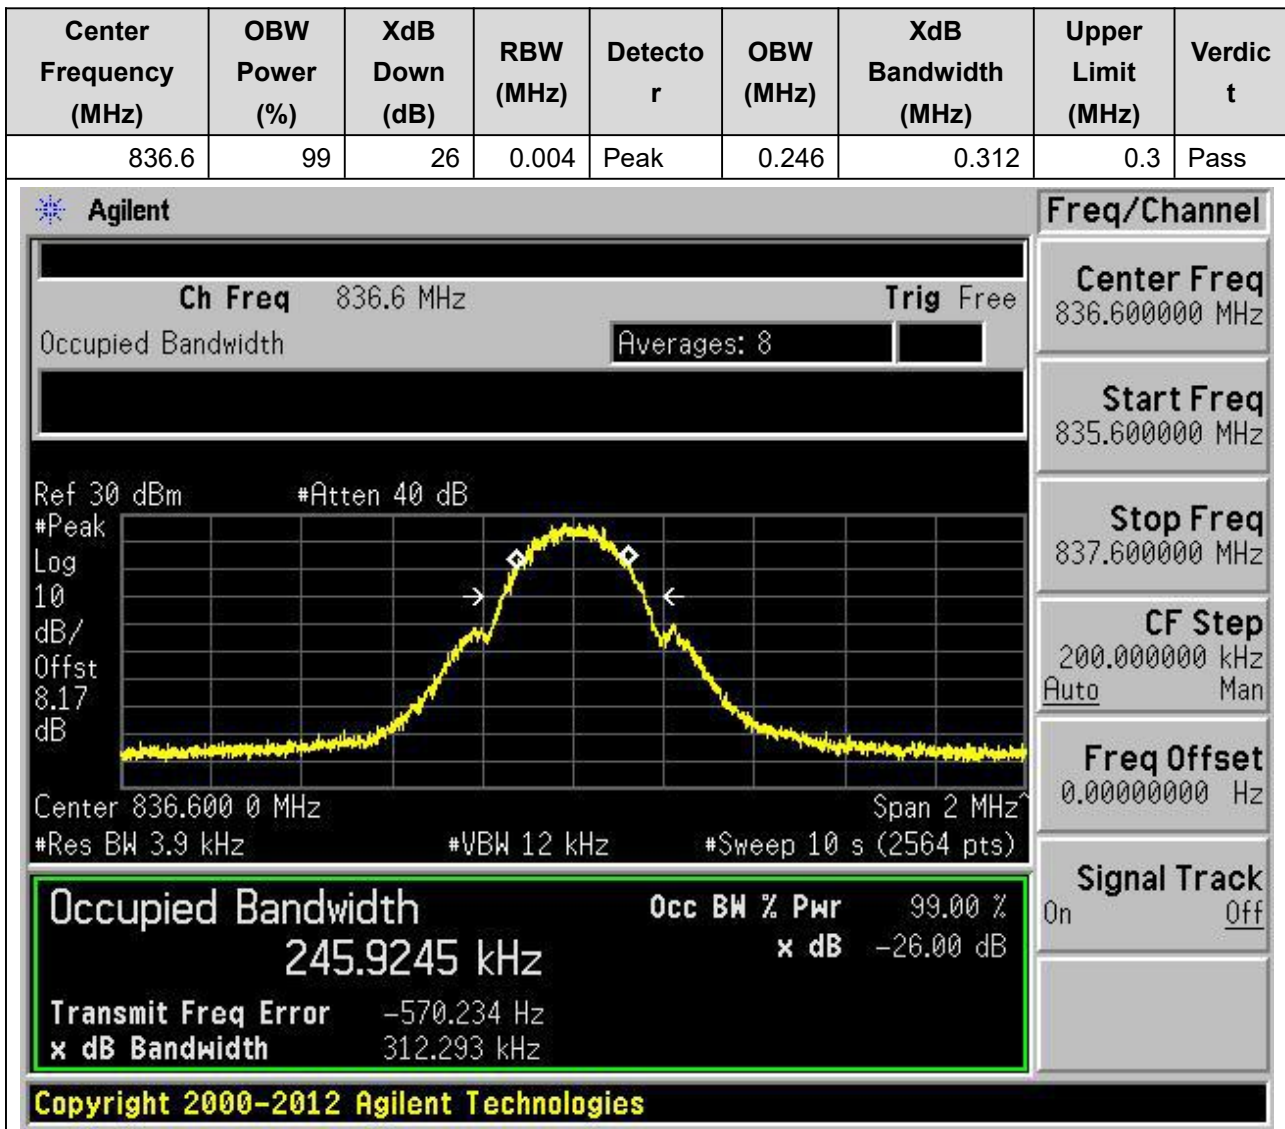 Center Frequency (MHz) OBW Power (%) XdB Down (dB) RBW (MHz) Detecto r OBW (MHz) XdB Bandwidth (MHz) Upper Limit (MHz) Verdic t
836.6 99 26 0.004 Peak 0.246 0.312 0.3 Pass
Agilent
Freq/Channel
Ch Freq 836.6 MHz Trig Free
Occupied Bandwidth Averages: 8
Center Freq
836.600000 MHz
Start Freq
835.600000 MHz
Stop Freq
837.600000 MHz
CF Step
200.000000 kHz
Auto Man
Freq Offset
0.00000000 Hz
Signal Track
On Off
Ref 30 dBm #Atten 40 dB
#Peak
Log
10
dB/
Offst
8.17
dB
Center 836.600 0 MHz Span 2 MHz^
#Res BW 3.9 kHz #VBW 12 kHz #Sweep 10 s (2564 pts)
Occupied Bandwidth Occ BW % Pwr 99.00 %
245.9245 kHz x dB -26.00 dB
Transmit Freq Error -570.234 Hz
x dB Bandwidth 312.293 kHz
Copyright 2000-2012 Agilent Technologies